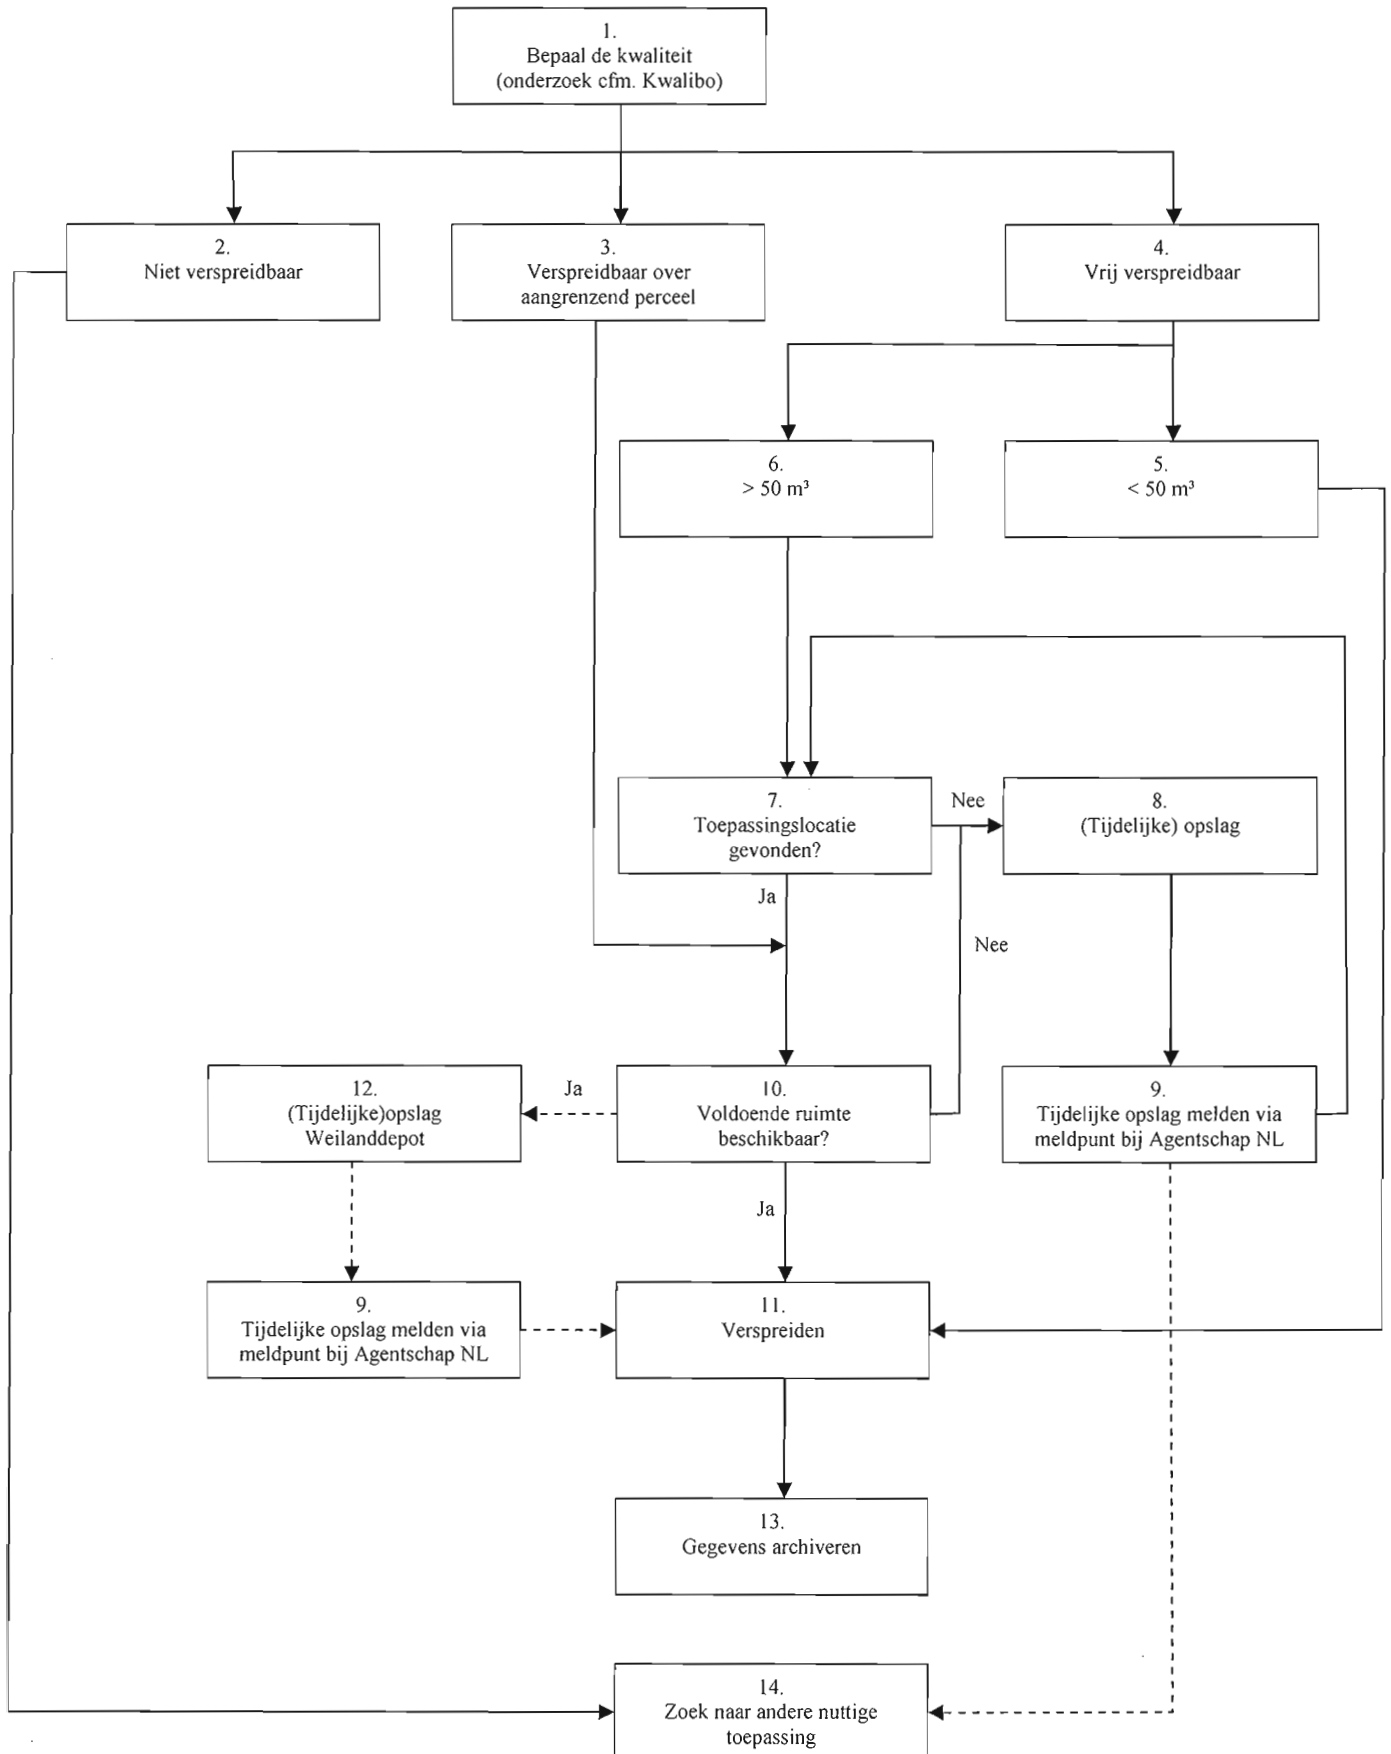 1.
Bepaal de kwaliteit
(onderzoek cfm. Kwalibo)
2.
Niet verspreidbaar
3.
Verspreidbaar over
aangrenzend perceel
4.
Vrij verspreidbaar
6.
> 50 m³
5.
< 50 m³
7.
Toepassingslocatie
gevonden?
Nee
8.
(Tijdelijke) opslag
Ja
Nee
12.
(Tijdelijke)opslag
Weilanddepot
Ja
10.
Voldoende ruimte
beschikbaar?
9.
Tijdelijke opslag melden via
meldpunt bij Agentschap NL
Ja
9.
Tijdelijke opslag melden via
meldpunt bij Agentschap NL
11.
Verspreiden
13.
Gegevens archiveren
14.
Zoek naar andere nuttige
toepassing